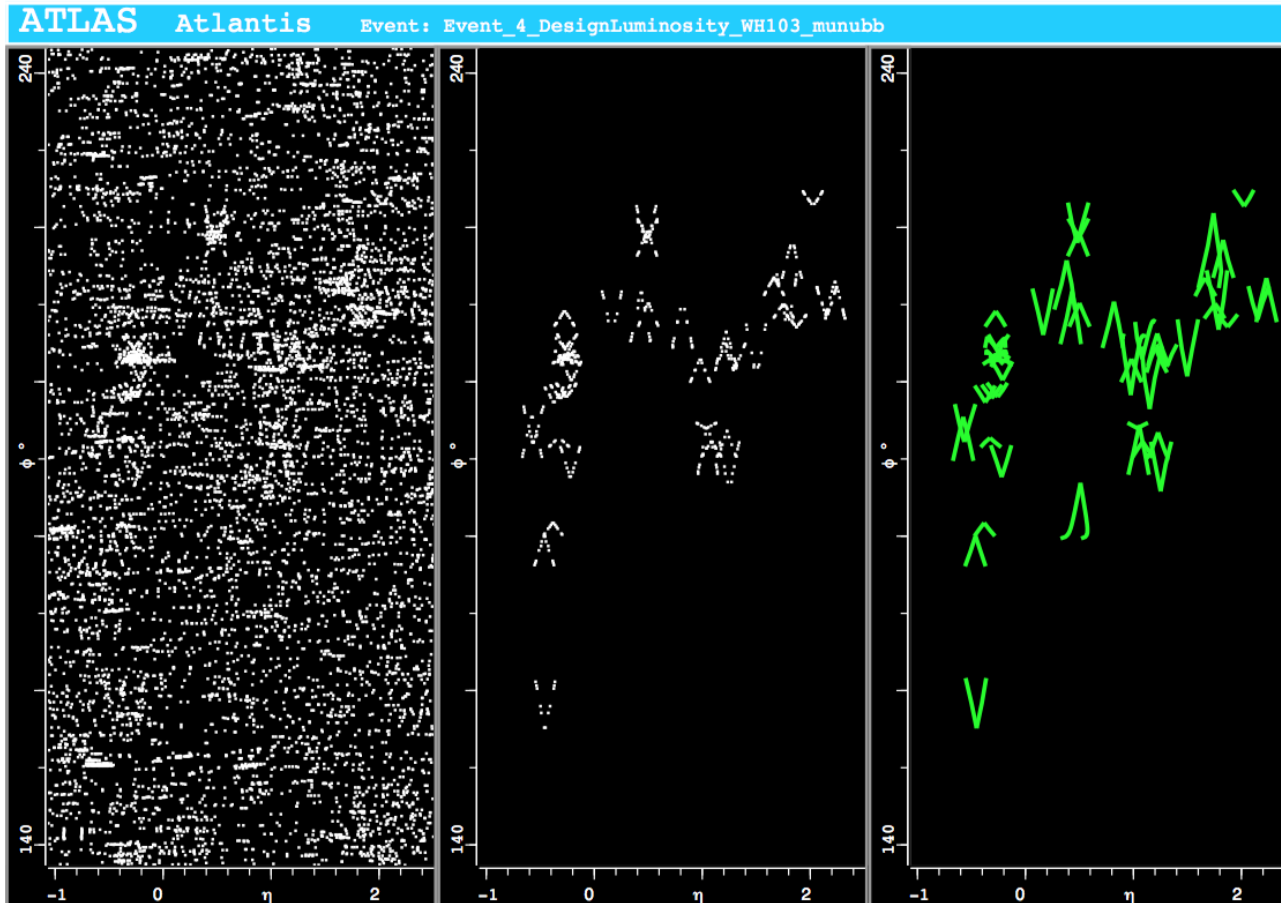 ATLAS Atlantis Event: Event_4_DesignLuminosity_WH103_munubb
240 240 240
φ° φ° φ°
140 140 140
-1 0 η 2 -1 0 η 2 -1 0 η 2